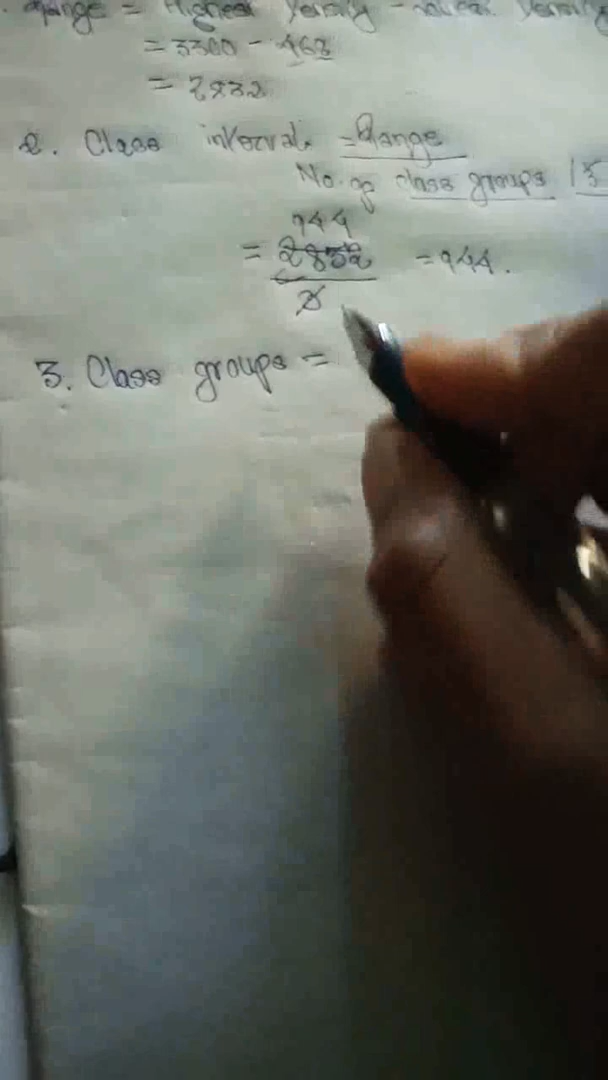 Range = Highest
= 3300 - 468
= 2832
2. Class interval = Range
No. of class groups
944
= 2832 = 944.
3
3. Class groups =